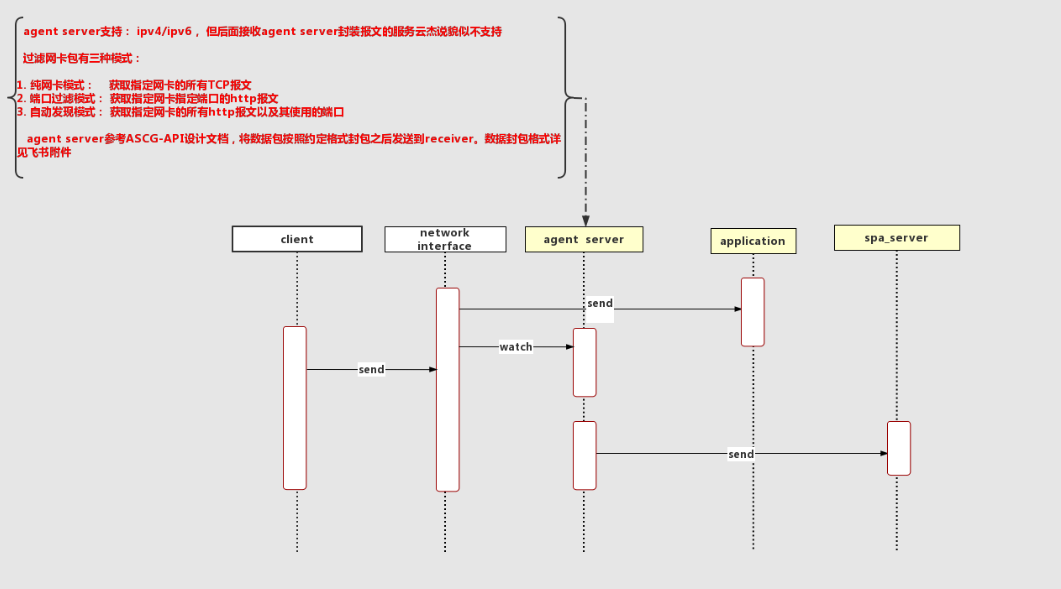 agent server支持： ipv4/ipv6 ，但后面接收agent server封装报文的服务云杰说貌似不支持
过滤网卡包有三种模式：
1. 纯网卡模式： 获取指定网卡的所有TCP报文
2. 端口过滤模式： 获取指定网卡指定端口的http报文
3. 自动发现模式： 获取指定网卡的所有http报文以及其使用的端口
agent server参考ASCG-API设计文档，将数据包按照约定格式封包之后发送到receiver。数据封包格式详
见飞书附件
client
network
interface
agent server
application
spa_server
send
watch
send
send